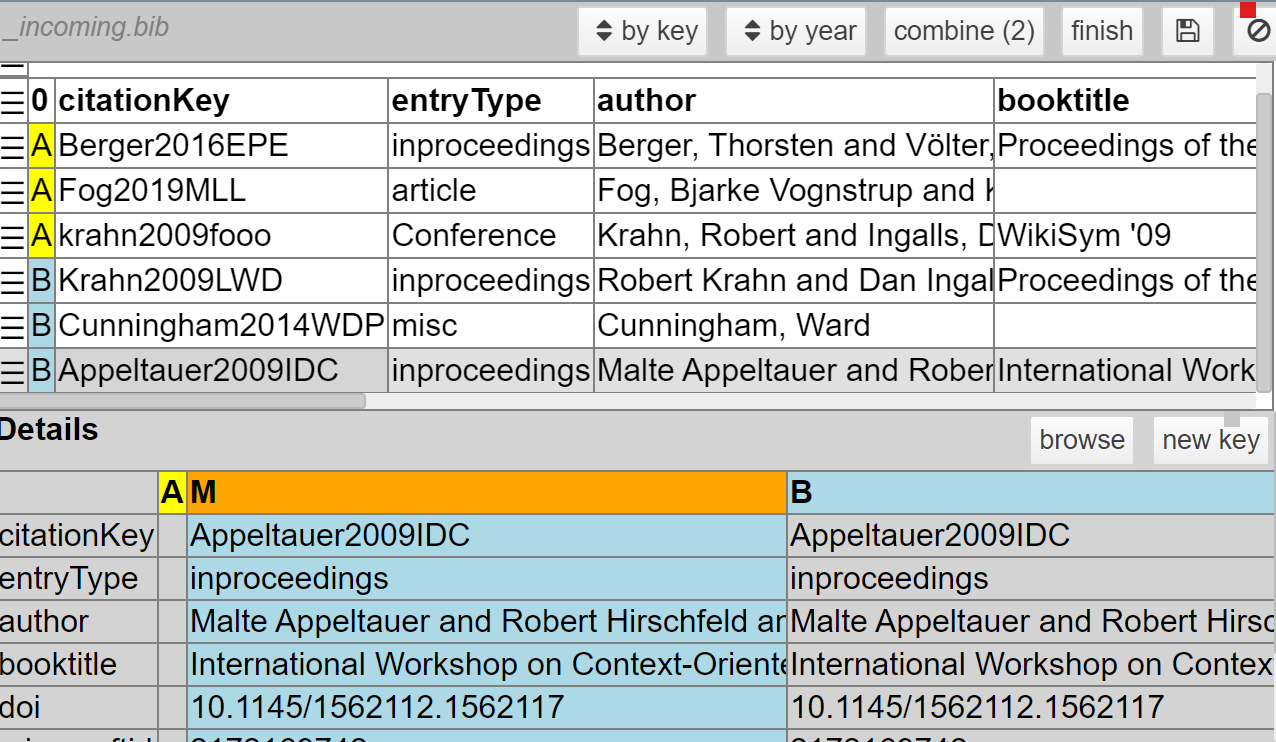 _incoming.bib by key by year combine (2) finish
0 citationKey entryType author booktitle
A Berger2016EPE inproceedings Berger, Thorsten and Völter, Proceedings of the
A Fog2019MLL article Fog, Bjarke Vognstrup and
A krahn2009fooo Conference Krahn, Robert and Ingalls, D WikiSym '09
B Krahn2009LWD inproceedings Robert Krahn and Dan Ingal Proceedings of the
B Cunningham2014WDP misc Cunningham, Ward
B Appeltauer2009IDC inproceedings Malte Appeltauer and Rober International Work
Details browse new key
A M B
citationKey Appeltauer2009IDC Appeltauer2009IDC
entryType inproceedings inproceedings
author Malte Appeltauer and Robert Hirschfeld ar Malte Appeltauer and Robert Hirsc
booktitle International Workshop on Context-Oriente International Workshop on Contex
doi 10.1145/1562112.1562117 10.1145/1562112.1562117